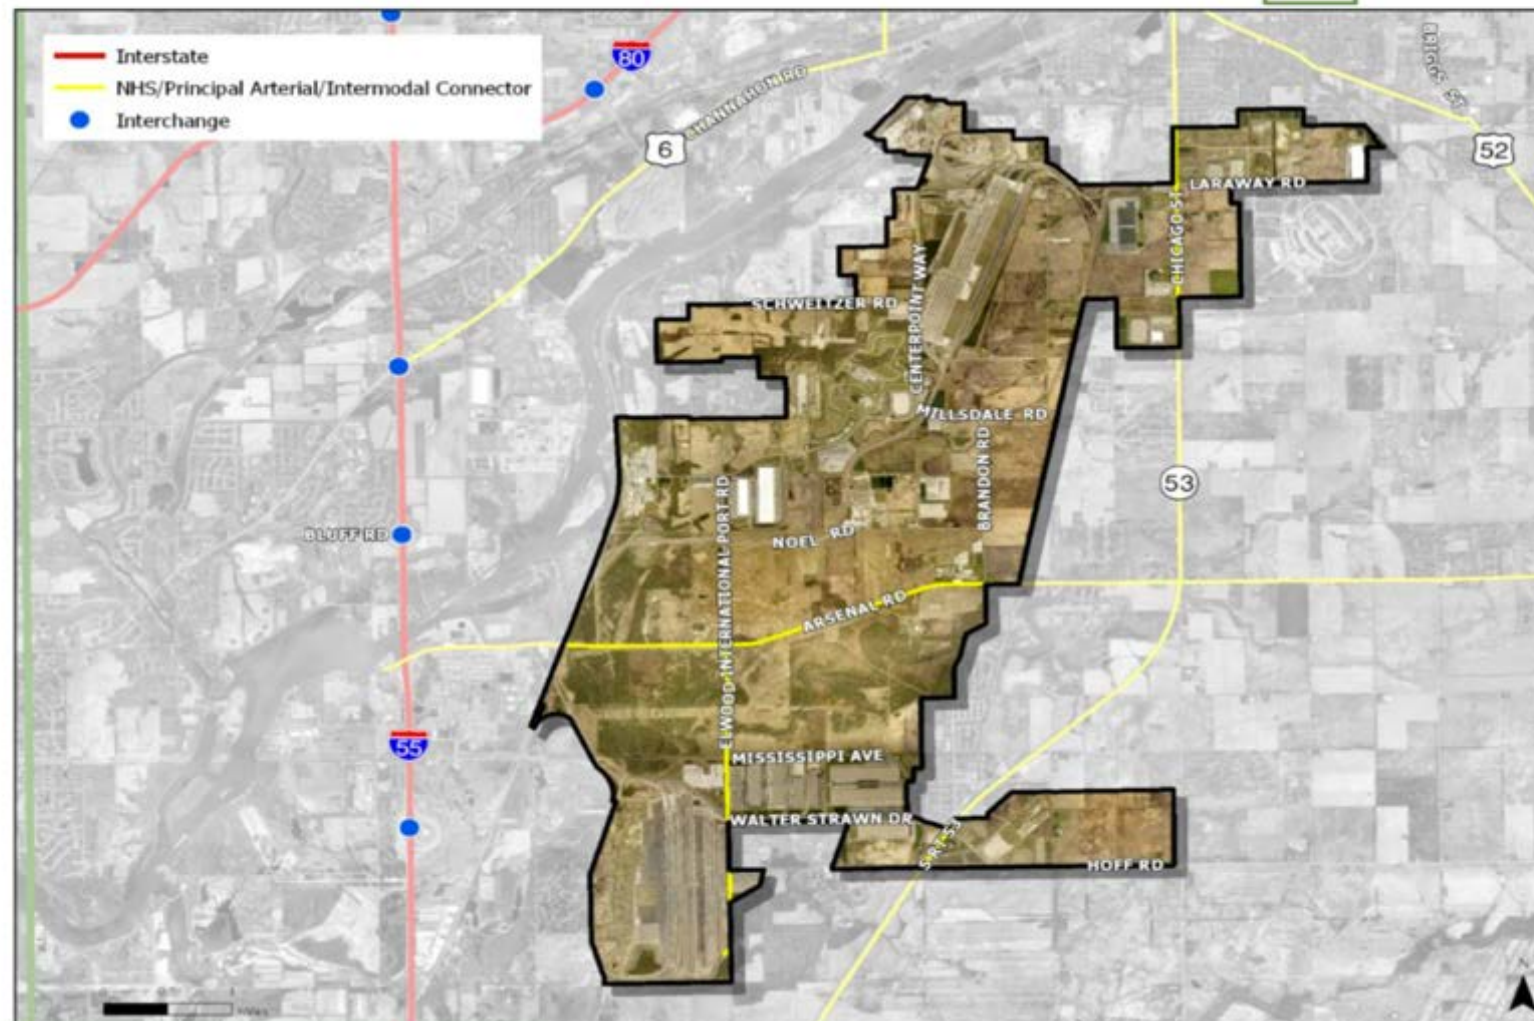 Interstate
NHS/Principal Arterial/Intermodal Connector
Interchange
80
6
52
LARAWAY RD
CHICAGO ST
SCHWEITZER RD
CENTERPOINT WAY
MILLSDALE RD
BRANDON RD
53
ELWOOD INTERNATIONAL PORT RD
BLUFF RD
NOEL RD
ARSENAL RD
55
MISSISSIPPI AVE
WALTER STRAWN DR
S RT 53
HOFF RD